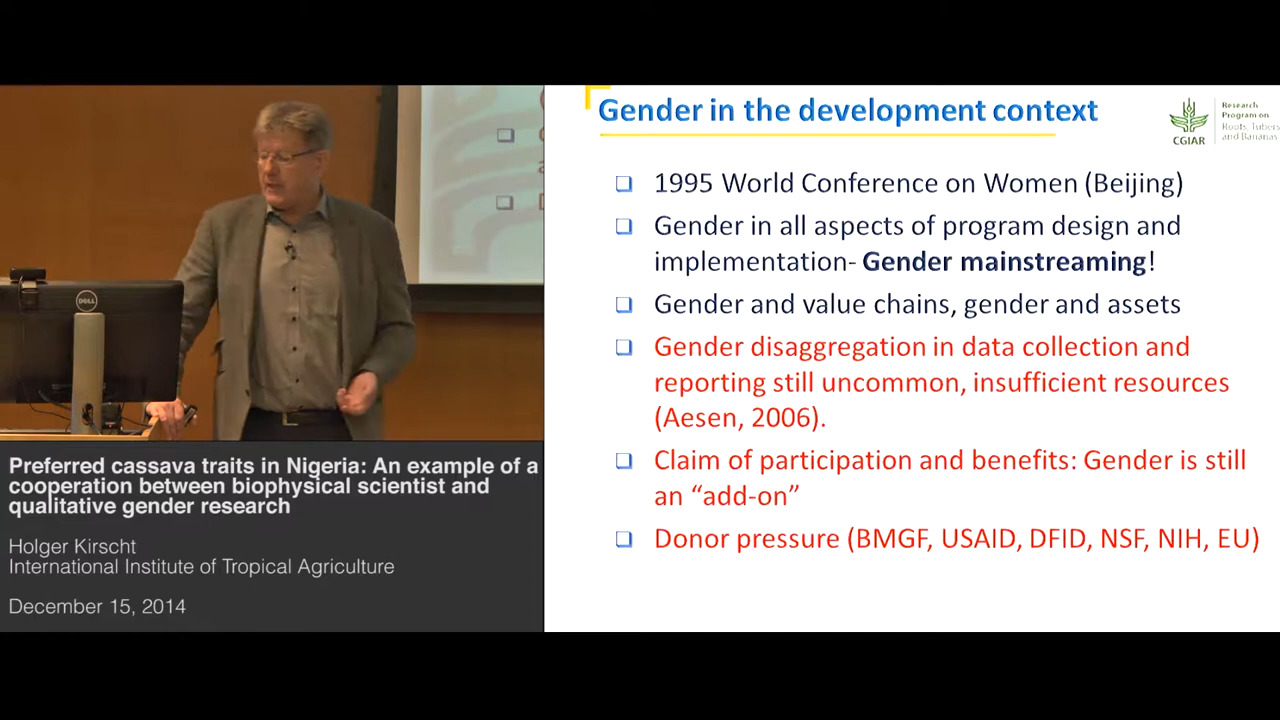 Gender in the development context
CGIAR
Research
Program on
Roots, Tubers
and Bananas
1995 World Conference on Women (Beijing)
Gender in all aspects of program design and
implementation- Gender mainstreaming!
Gender and value chains, gender and assets
Gender disaggregation in data collection and
reporting still uncommon, insufficient resources
(Aesen, 2006).
Claim of participation and benefits: Gender is still
an “add-on”
Donor pressure (BMGF, USAID, DFID, NSF, NIH, EU)
DELL
Preferred cassava traits in Nigeria: An example of a
cooperation between biophysical scientist and
qualitative gender research
Holger Kirscht
International Institute of Tropical Agriculture
December 15, 2014